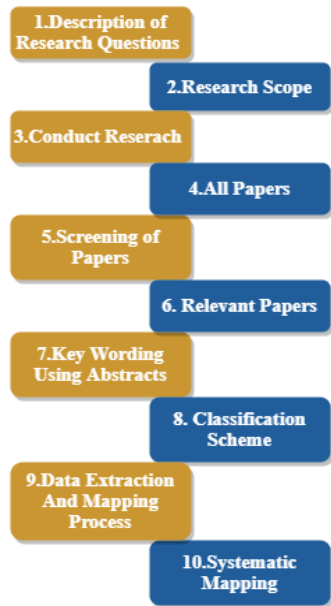 1.Description of
Research Questions
2.Research Scope
3.Conduct Reserach
4.All Papers
5.Screening of
Papers
6. Relevant Papers
7.Key Wording
Using Abstracts
8. Classification
Scheme
9.Data Extraction
And Mapping
Process
10.Systematic
Mapping